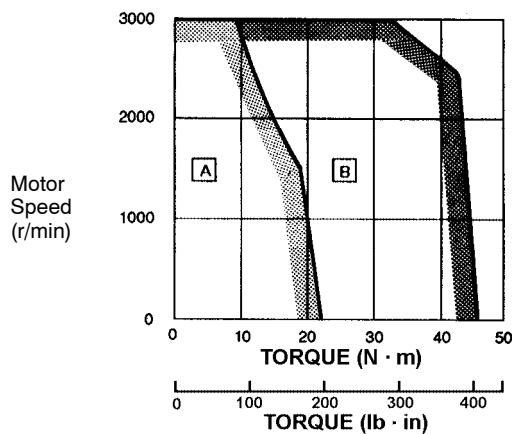 3000
2000
A
B
Motor
Speed
(r/min)
1000
0
0 10 20 30 40 50
TORQUE (N · m)
0 100 200 300 400
TORQUE (lb · in)